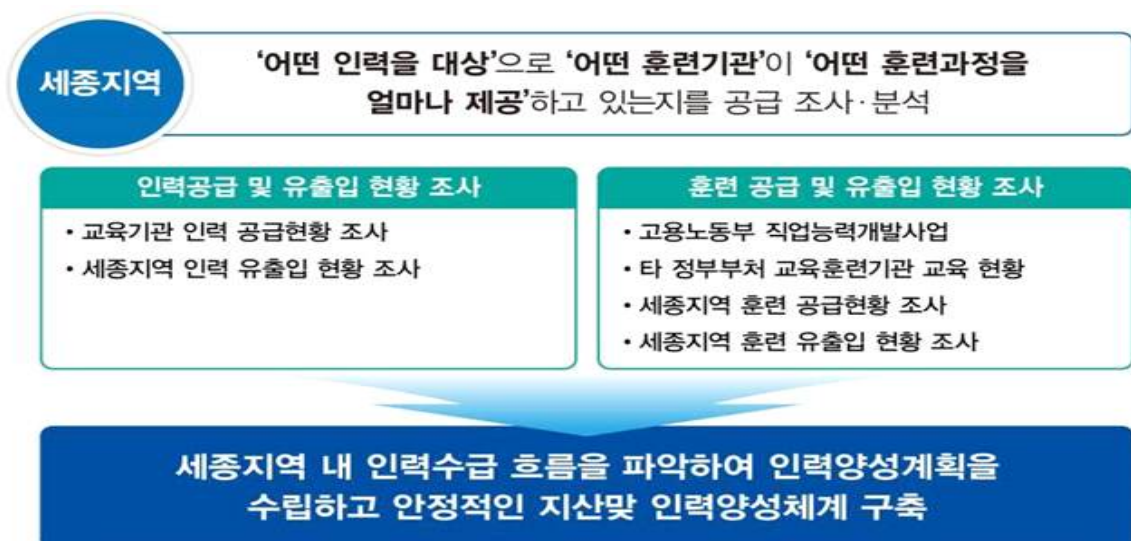 세종지역
'어떤 인력을 대상'으로 '어떤 훈련기관'이 '어떤 훈련과정을
얼마나 제공'하고 있는지를 공급 조사·분석
인력공급 및 유출입 현황 조사
• 교육기관 인력 공급현황 조사
• 세종지역 인력 유출입 현황 조사
훈련 공급 및 유출입 현황 조사
• 고용노동부 직업능력개발사업
• 타 정부부처 교육훈련기관 교육 현황
• 세종지역 훈련 공급현황 조사
• 세종지역 훈련 유출입 현황 조사
세종지역 내 인력수급 흐름을 파악하여 인력양성계획을
수립하고 안정적인 지산맞 인력양성체계 구축